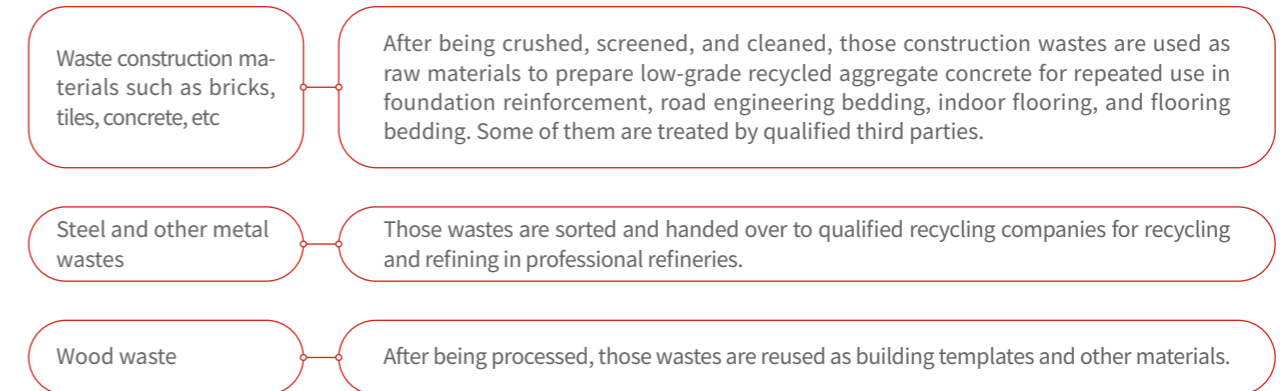 Waste construction ma-
terials such as bricks,
tiles, concrete, etc
After being crushed, screened, and cleaned, those construction wastes are used as
raw materials to prepare low-grade recycled aggregate concrete for repeated use in
foundation reinforcement, road engineering bedding, indoor flooring, and flooring
bedding. Some of them are treated by qualified third parties.
Steel and other metal
wastes
Those wastes are sorted and handed over to qualified recycling companies for recycling
and refining in professional refineries.
Wood waste
After being processed, those wastes are reused as building templates and other materials.